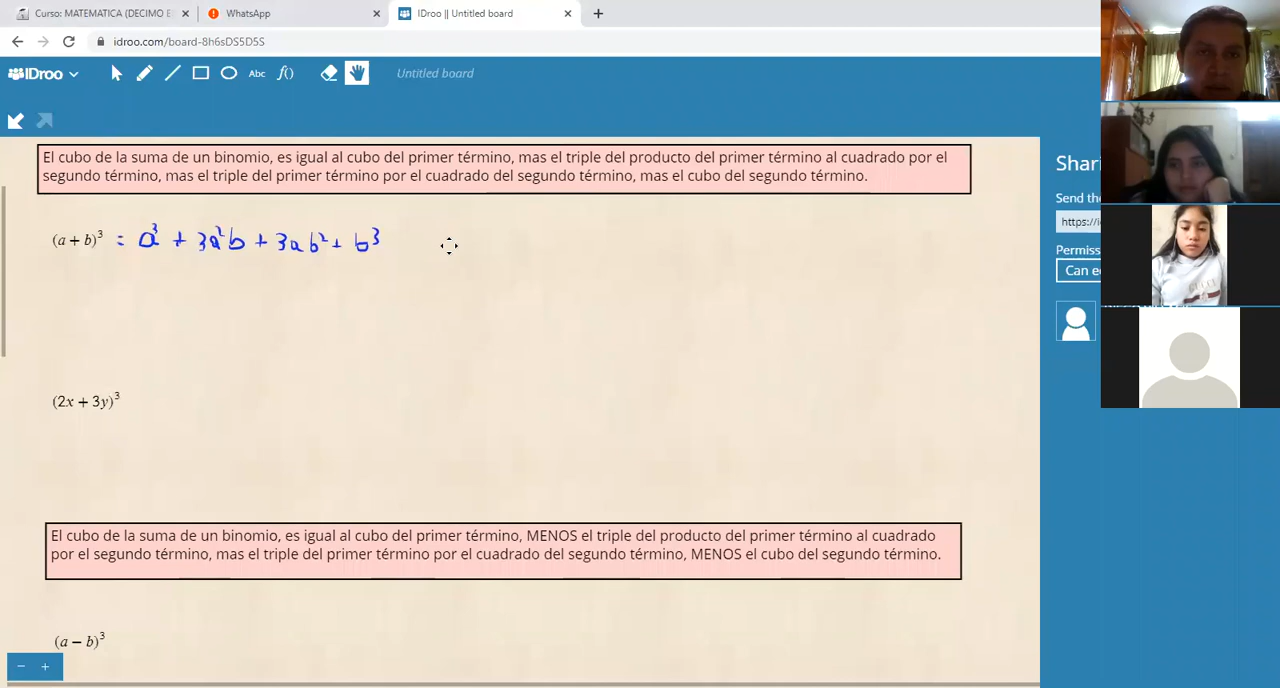 Curso: MATEMATICA (DECIMO E
WhatsApp
IDroo || Untitled board
idroo.com/board-8h6sDS5D5S
IDroo
Abc
f()
Untitled board
El cubo de la suma de un binomio, es igual al cubo del primer término, mas el triple del producto del primer término al cuadrado por el
segundo término, mas el triple del primer término por el cuadrado del segundo término, mas el cubo del segundo término.
(a + b)³ = a³ + 3a²b + 3ab² + b³
(2x + 3y)³
El cubo de la suma de un binomio, es igual al cubo del primer término, MENOS el triple del producto del primer término al cuadrado
por el segundo término, mas el triple del primer término por el cuadrado del segundo término, MENOS el cubo del segundo término.
(a − b)³
Shari
Send the
https://i
Permiss
Can e